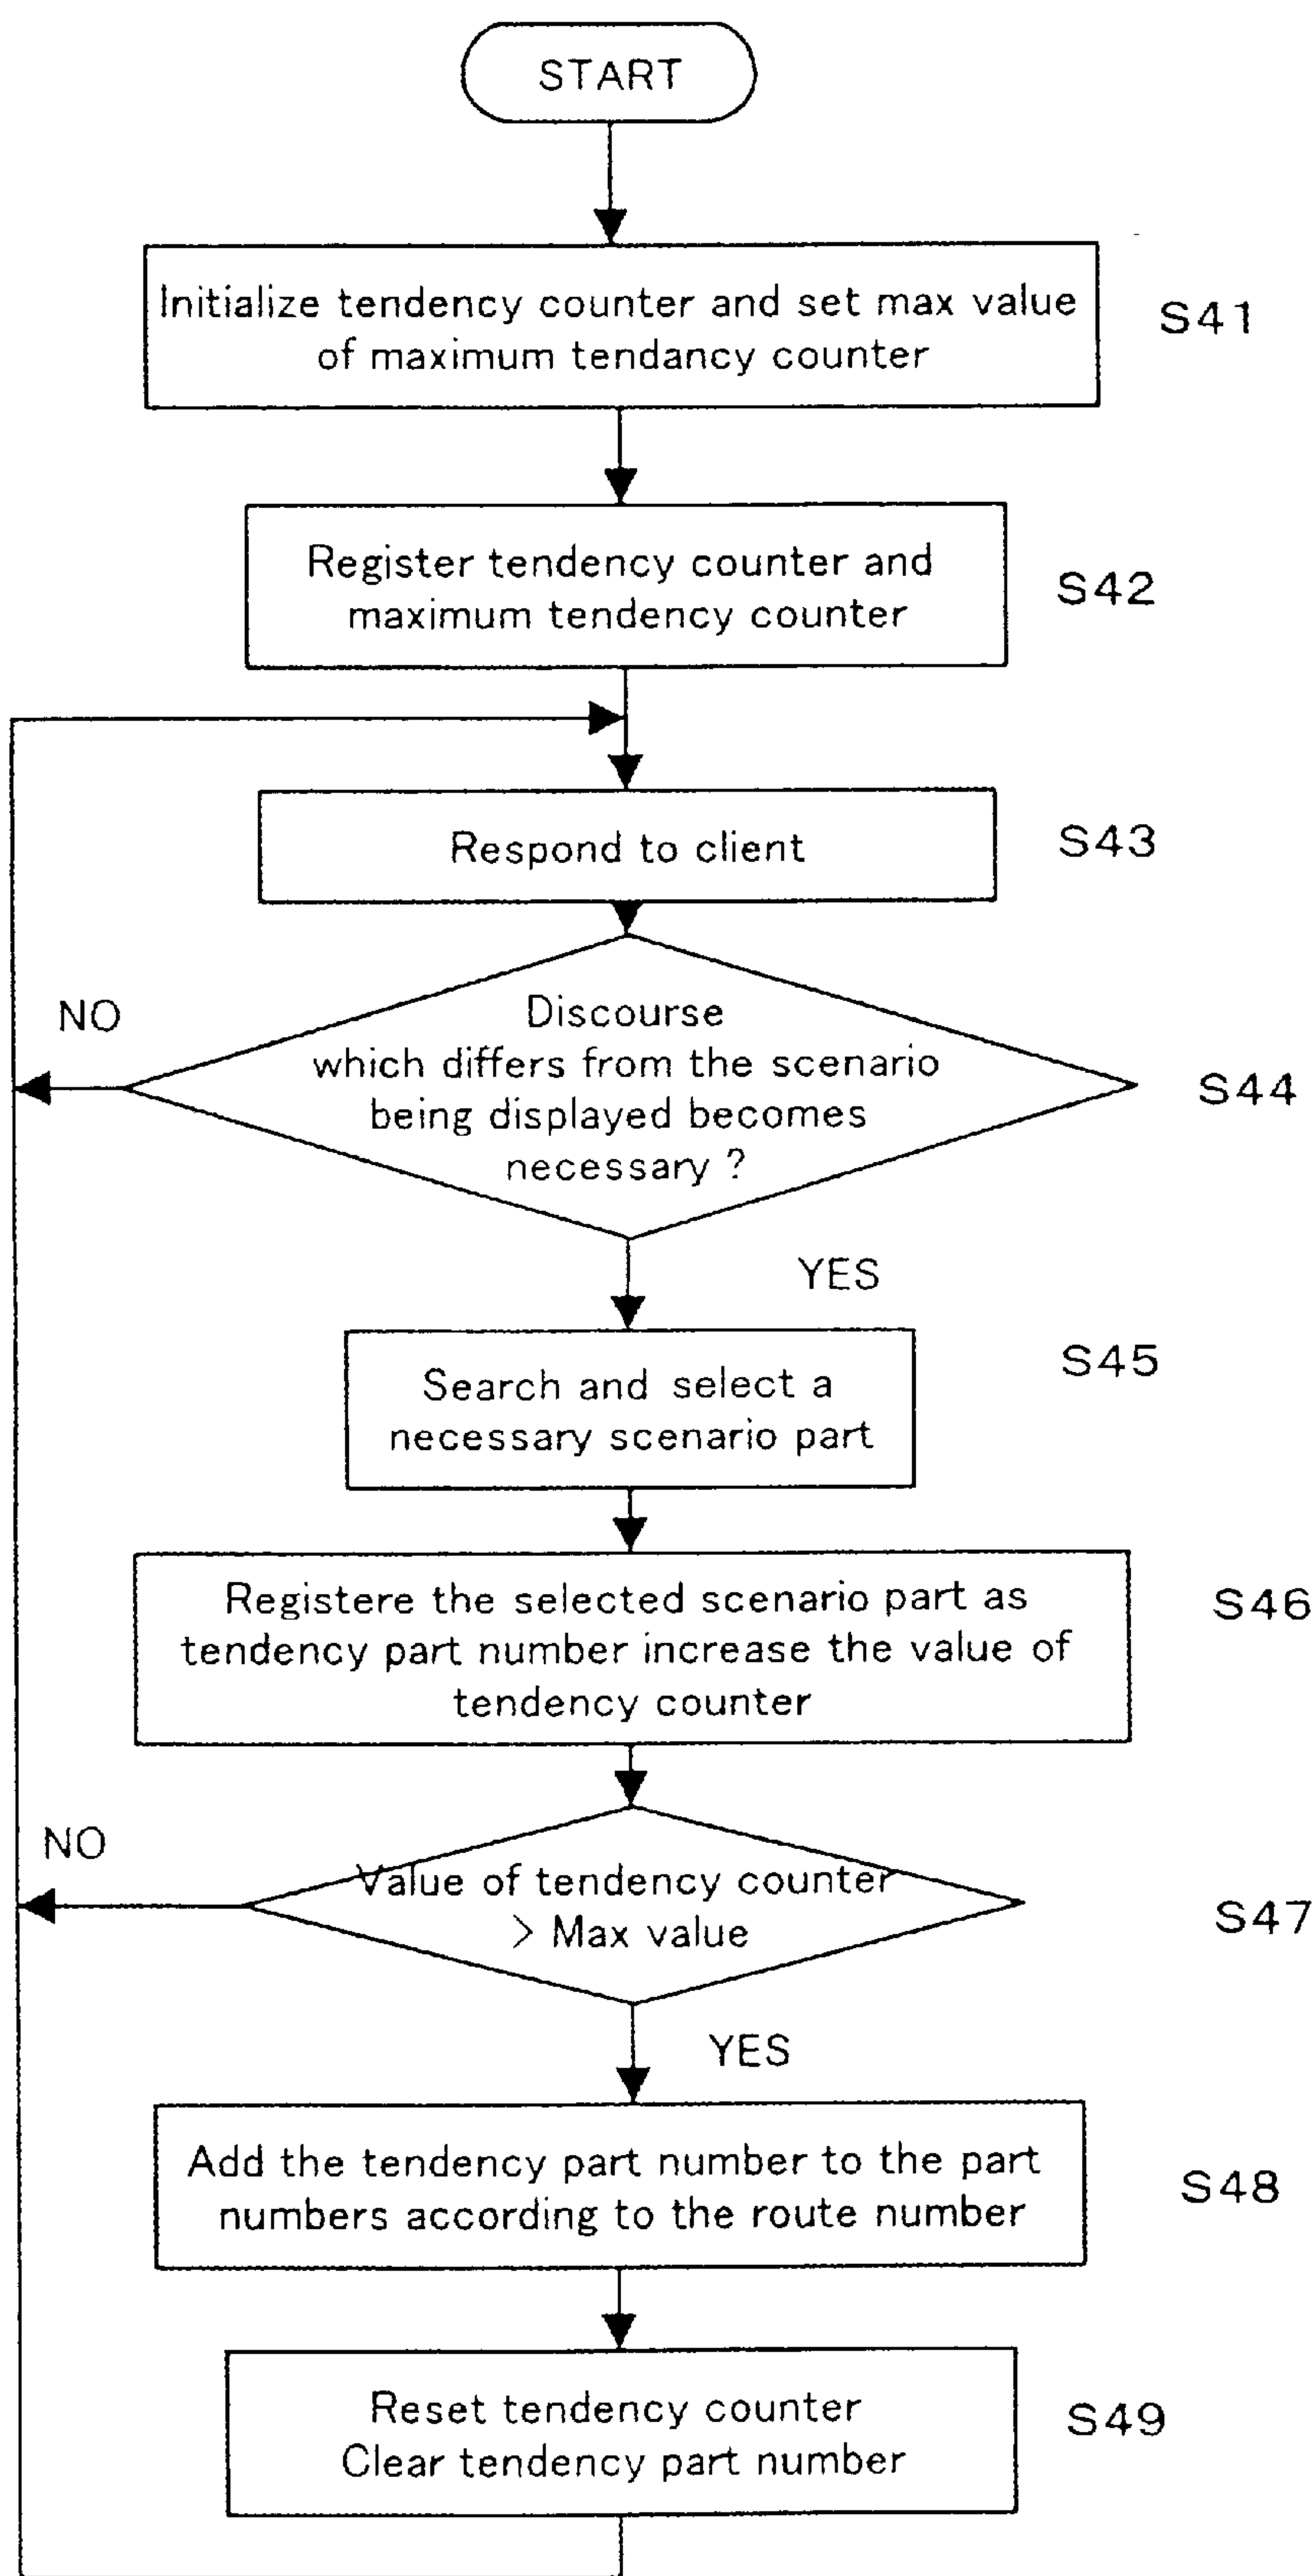 START
Initialize tendency counter and set max value
of maximum tendancy counter
S41
Register tendency counter and
maximum tendency counter
S42
Respond to client
S43
NO
Discourse
which differs from the scenario
being displayed becomes
necessary ?
S44
YES
Search and select a
necessary scenario part
S45
Registere the selected scenario part as
tendency part number increase the value of
tendency counter
S46
NO
Value of tendency counter
> Max value
S47
YES
Add the tendency part number to the part
numbers according to the route number
S48
Reset tendency counter
Clear tendency part number
S49